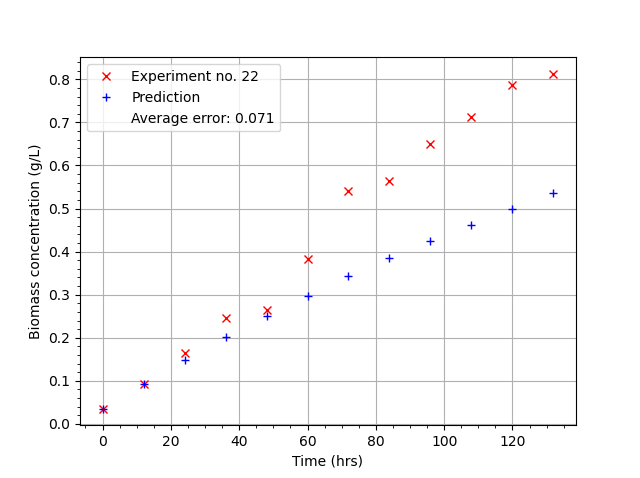 Experiment no. 22
Prediction
Average error: 0.071
Biomass concentration (g/L)
0.8
0.7
0.6
0.5
0.4
0.3
0.2
0.1
0.0
0 20 40 60 80 100 120
Time (hrs)